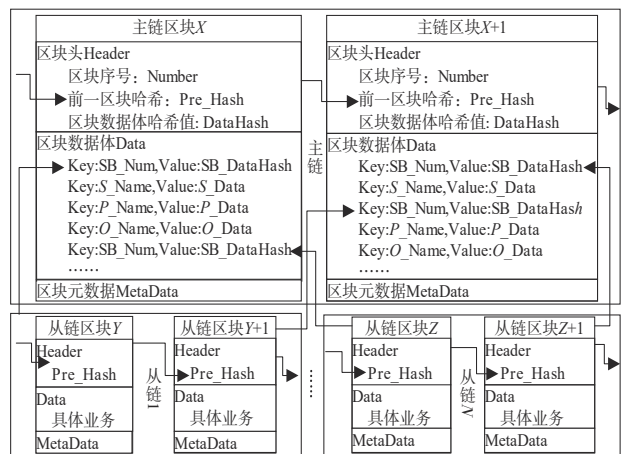 主链区块X
区块头Header
区块序号：Number
前一区块哈希：Pre_Hash
区块数据体哈希值: DataHash
区块数据体Data
Key:SB_Num,Value:SB_DataHash
Key:S_Name,Value:S_Data
Key:P_Name,Value:P_Data
Key:O_Name,Value:O_Data
Key:SB_Num,Value:SB_DataHash
……
区块元数据MetaData
主链
主链区块X+1
区块头Header
区块序号：Number
前一区块哈希：Pre_Hash
区块数据体哈希值: DataHash
区块数据体Data
Key:SB_Num,Value:SB_DataHash
Key:S_Name,Value:S_Data
Key:SB_Num,Value:SB_DataHash
Key:P_Name,Value:P_Data
Key:O_Name,Value:O_Data
……
区块元数据MetaData
从链区块Y
Header
Pre_Hash
Data
具体业务
MetaData
从链1
从链区块Y+1
Header
Pre_Hash
Data
具体业务
MetaData
……
从链区块Z
Header
Pre_Hash
Data
具体业务
MetaData
从链N
从链区块Z+1
Header
Pre_Hash
Data
具体业务
MetaData